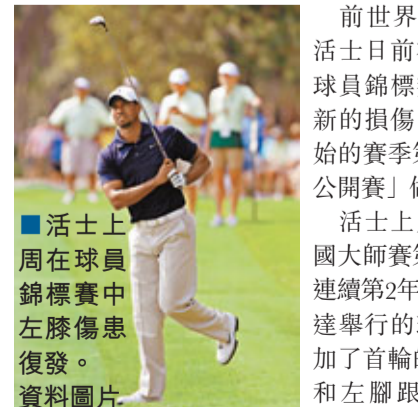 ■活士上
周在球員
錦標賽中
左膝傷患
復發。
資料圖片
前世界
活士日前
球員錦標
新的損傷
始的賽季第
公開賽」
活士上
國大師賽第
連續第2年
達舉行的
加了首輪的
和左腳跟